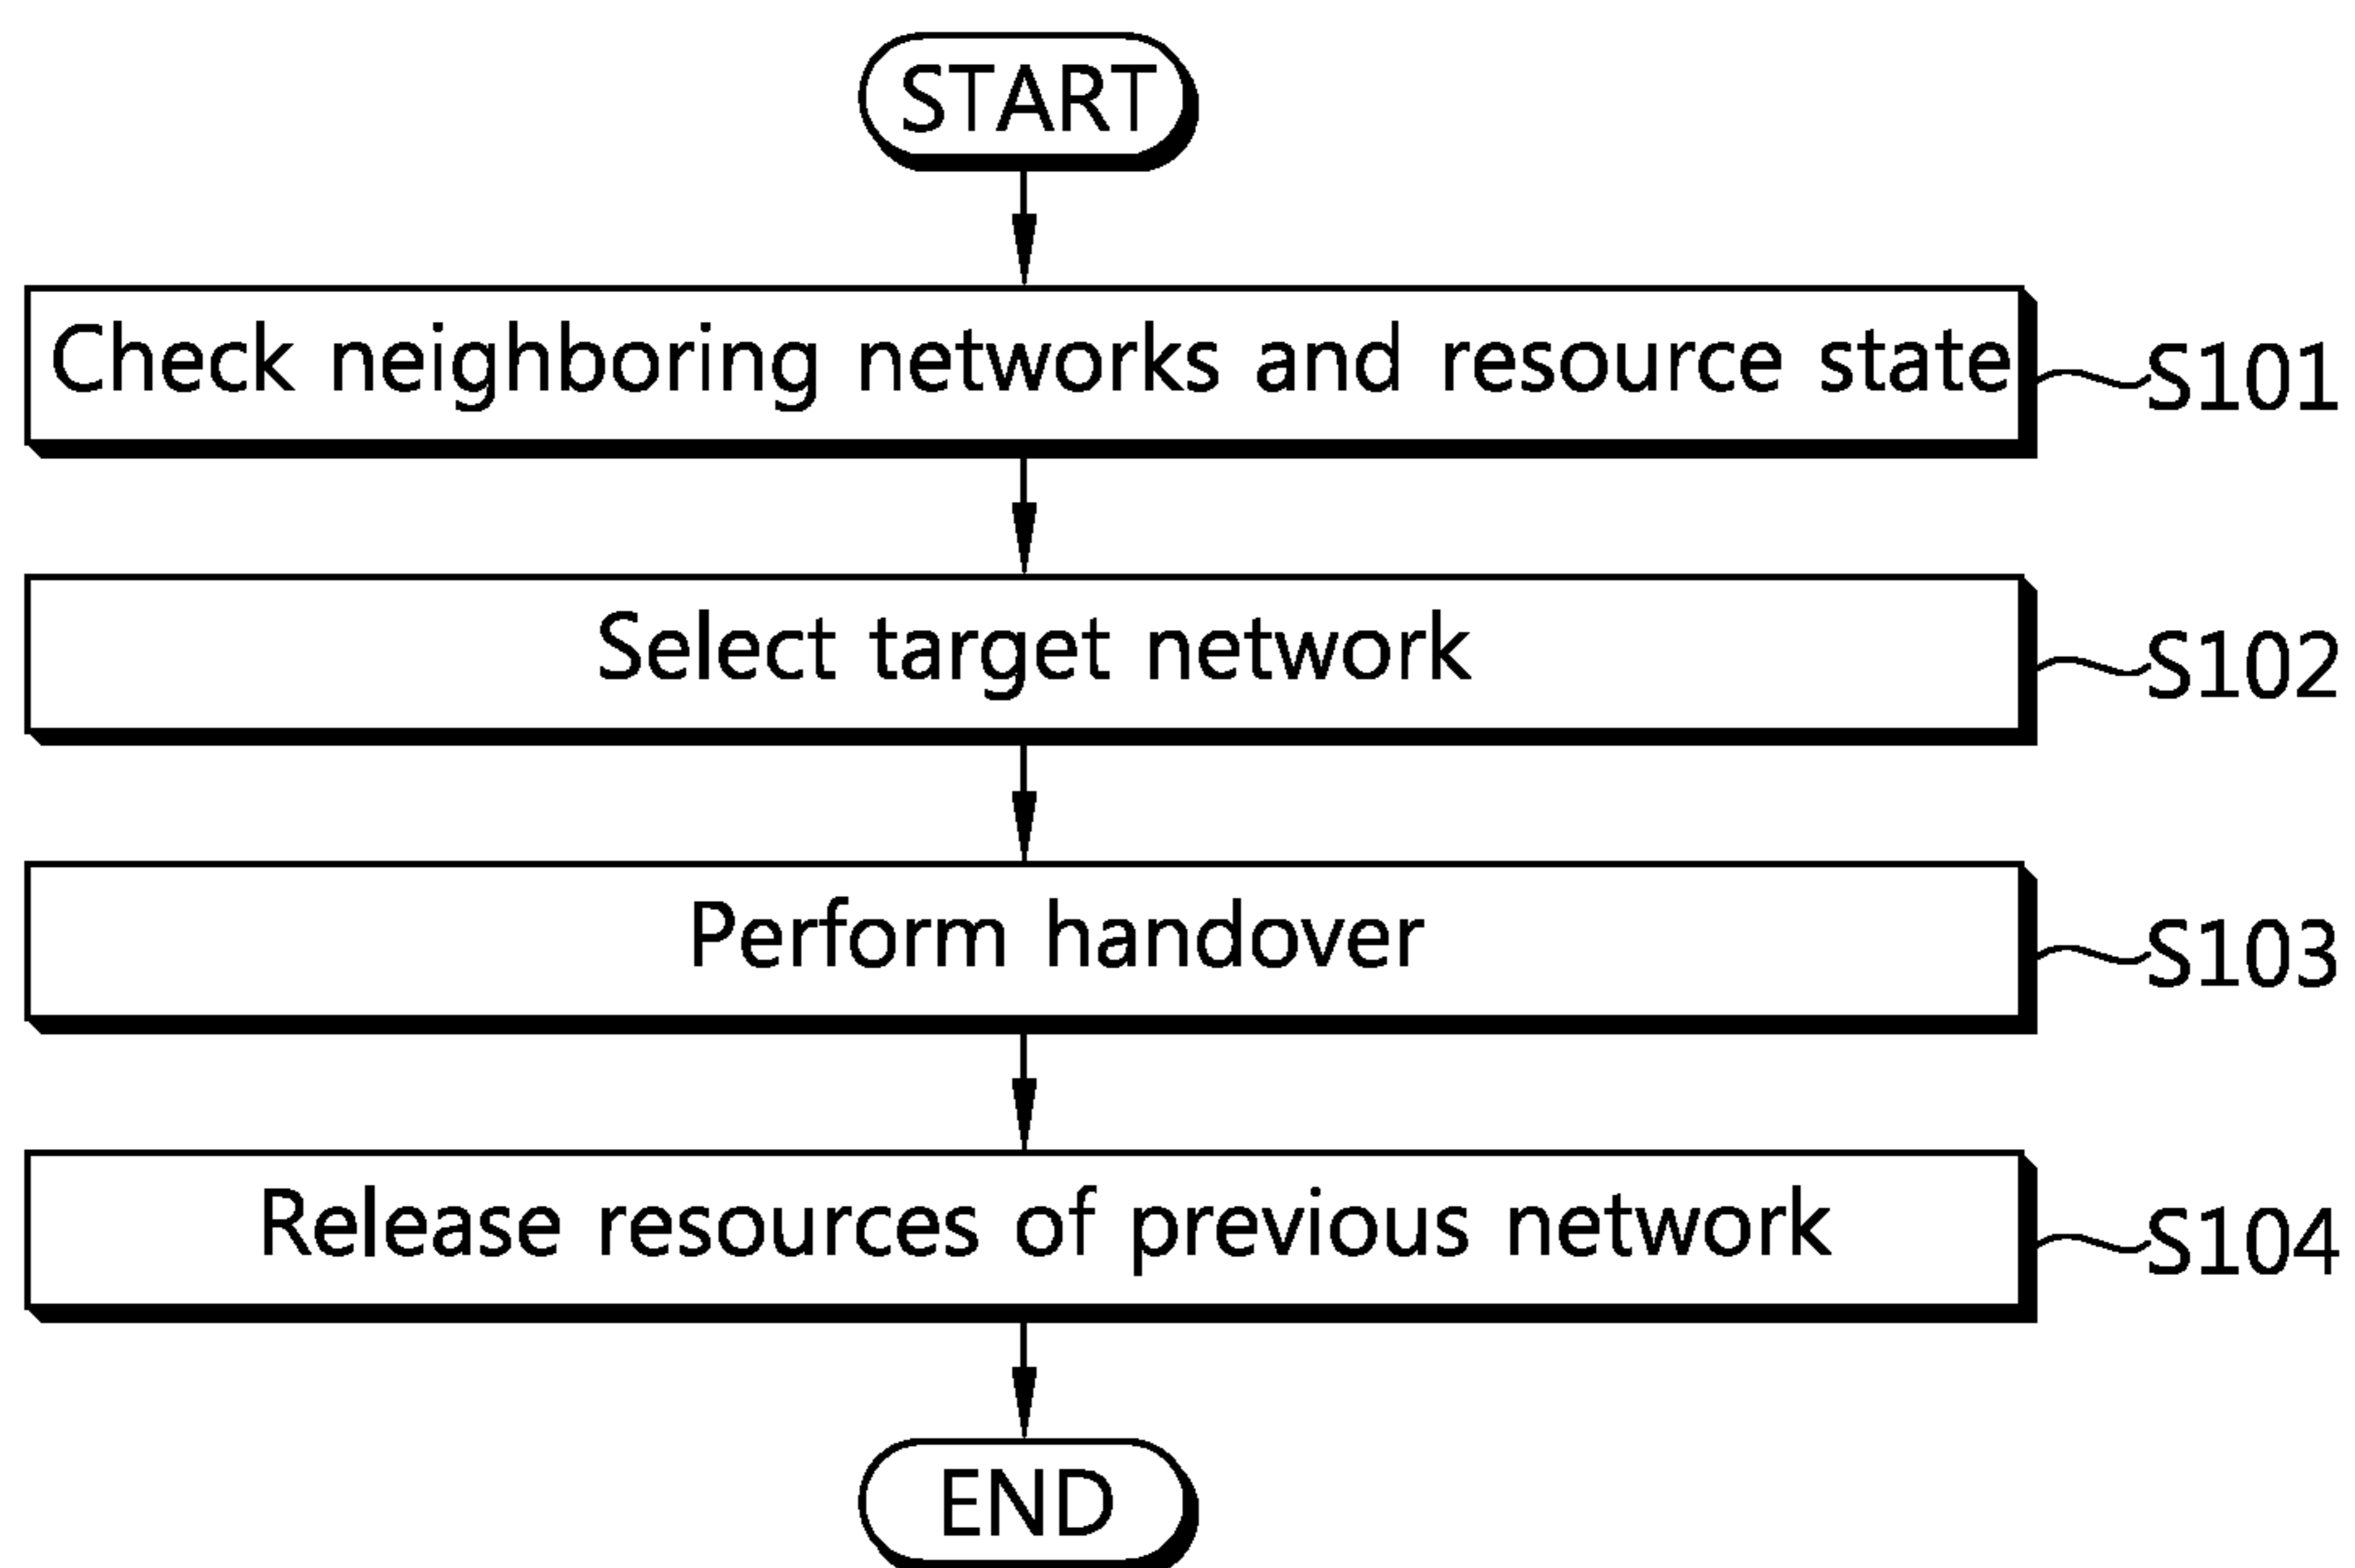 START
Check neighboring networks and resource state
S101
Select target network
S102
Perform handover
S103
Release resources of previous network
S104
END